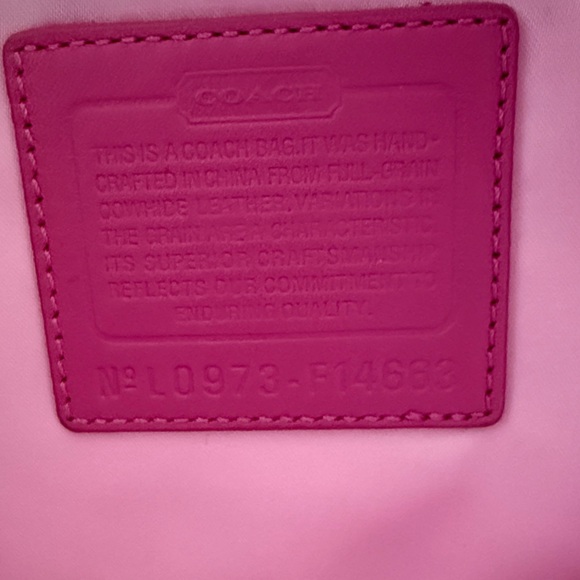 COACH
THIS IS A COACH BAG.IT WAS HAND-
CRAFTED IN CHINA FROM FULL-GRAIN
COWHIDE LEATHER.VARIATIONS IN
THE GRAIN ARE A CHARACTERISTIC.
ITS SUPERIOR CRAFTSMANSHIP
REFLECTS OUR COMMITMENT TO
ENDURING QUALITY.
Nº L0973-F14663